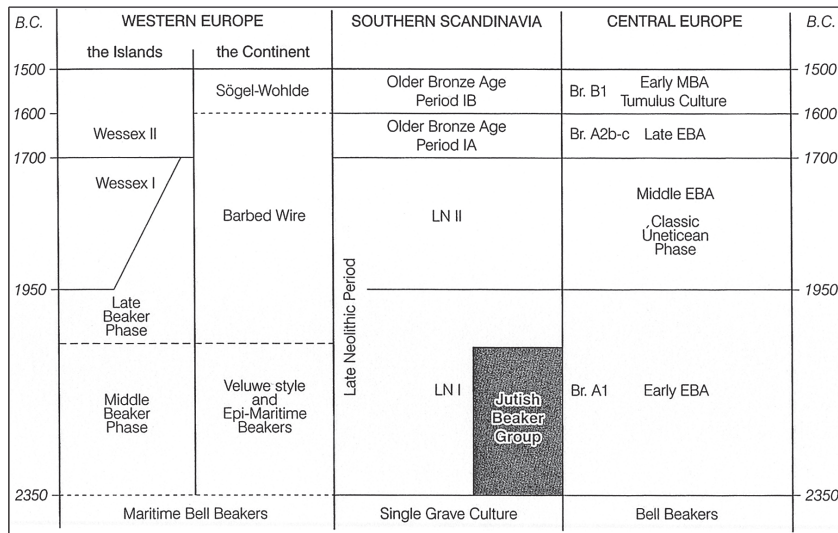 B.C.
WESTERN EUROPE
SOUTHERN SCANDINAVIA
CENTRAL EUROPE
B.C.
the Islands
the Continent
1500
1500
Sögel-Wohlde
Older Bronze Age
Period IB
Br. B1
Early MBA
Tumulus Culture
1600
1600
Wessex II
Older Bronze Age
Period IA
Br. A2b-c
Late EBA
1700
1700
Wessex I
Barbed Wire
LN II
Middle EBA
Classic
Úneticean
Phase
1950
1950
Late
Beaker
Phase
Late Neolithic Period
Middle
Beaker
Phase
Veluwe style
and
Epi-Maritime
Beakers
LN I
Jutish
Beaker
Group
Br. A1
Early EBA
2350
2350
Maritime Bell Beakers
Single Grave Culture
Bell Beakers